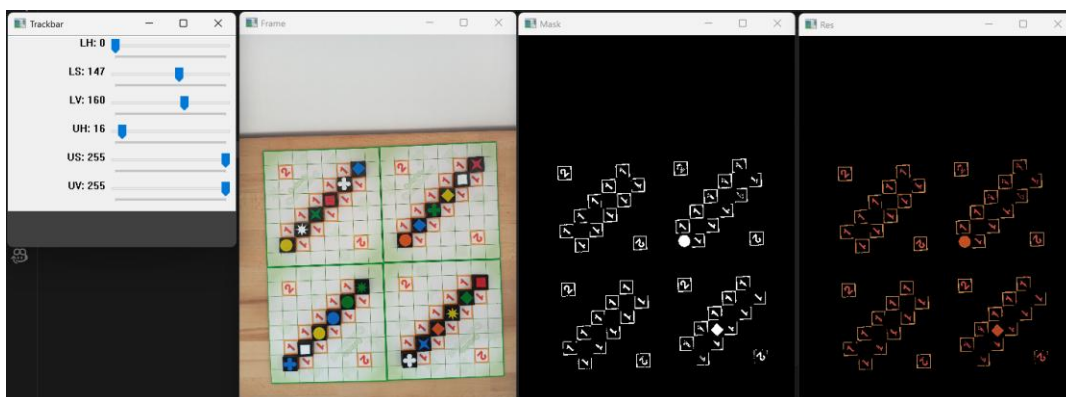 Trackbar
LH: 0
LS: 147
LV: 160
UH: 16
US: 255
UV: 255
Frame
Mask
Res